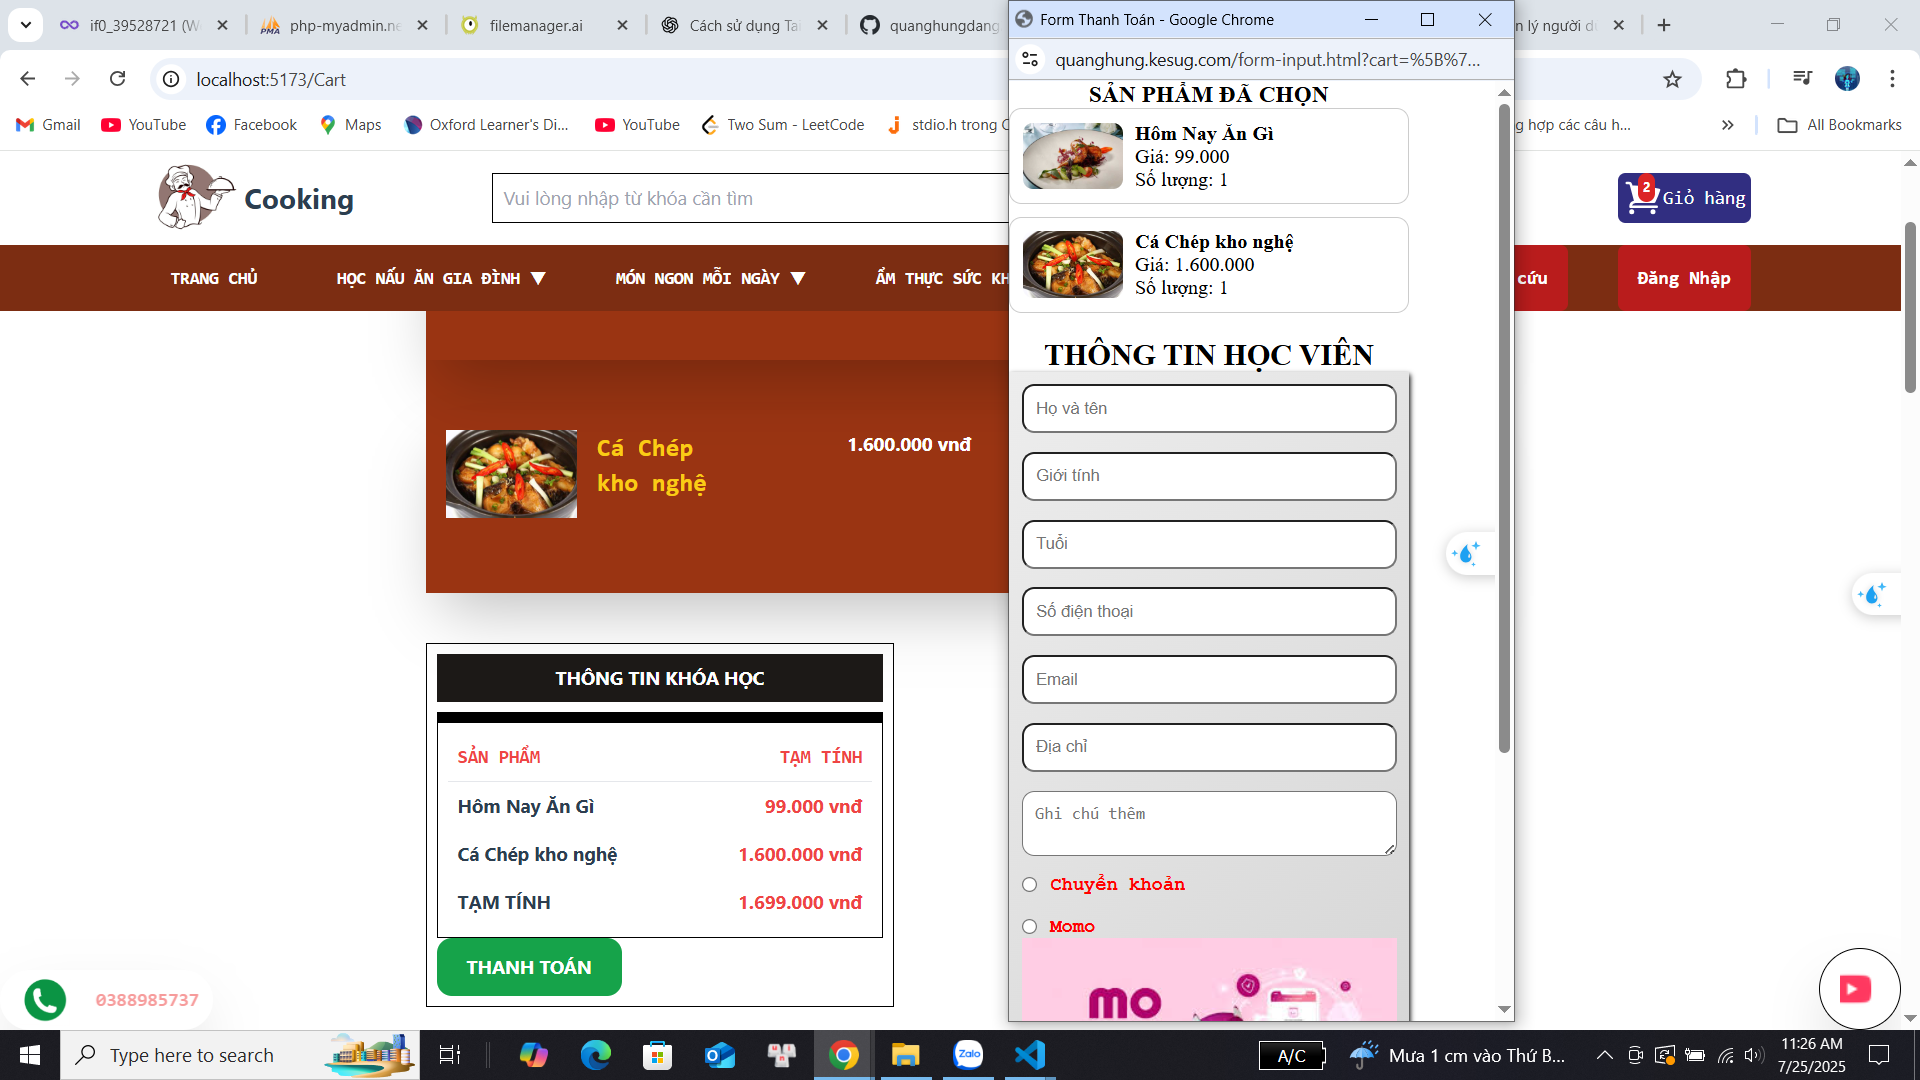 if0_39528721 (W
php-myadmin.ne
filemanager.ai
Cách sử dụng Tai
quanghungdang
n lý người d
localhost:5173/Cart
Gmail
YouTube
Facebook
Maps
Oxford Learner's Di...
YouTube
Two Sum - LeetCode
stdio.h trong C
g hợp các câu h...
All Bookmarks
Cooking
Vui lòng nhập từ khóa cần tìm
2
Giỏ hàng
TRANG CHỦ
HỌC NẤU ĂN GIA ĐÌNH ▼
MÓN NGON MỖI NGÀY ▼
ẨM THỰC SỨC KH
cứu
Đăng Nhập
Cá Chép
kho nghệ
1.600.000 vnđ
THÔNG TIN KHÓA HỌC
SẢN PHẨM
TẠM TÍNH
Hôm Nay Ăn Gì
99.000 vnđ
Cá Chép kho nghệ
1.600.000 vnđ
TẠM TÍNH
1.699.000 vnđ
THANH TOÁN
0388985737
Form Thanh Toán - Google Chrome
quanghung.kesug.com/form-input.html?cart=%5B%7...
SẢN PHẨM ĐÃ CHỌN
Hôm Nay Ăn Gì
Giá: 99.000
Số lượng: 1
Cá Chép kho nghệ
Giá: 1.600.000
Số lượng: 1
THÔNG TIN HỌC VIÊN
Họ và tên
Giới tính
Tuổi
Số điện thoại
Email
Địa chỉ
Ghi chú thêm
Chuyển khoản
Momo
mo
Type here to search
Zalo
A/C
Mưa 1 cm vào Thứ B...
11:26 AM
7/25/2025